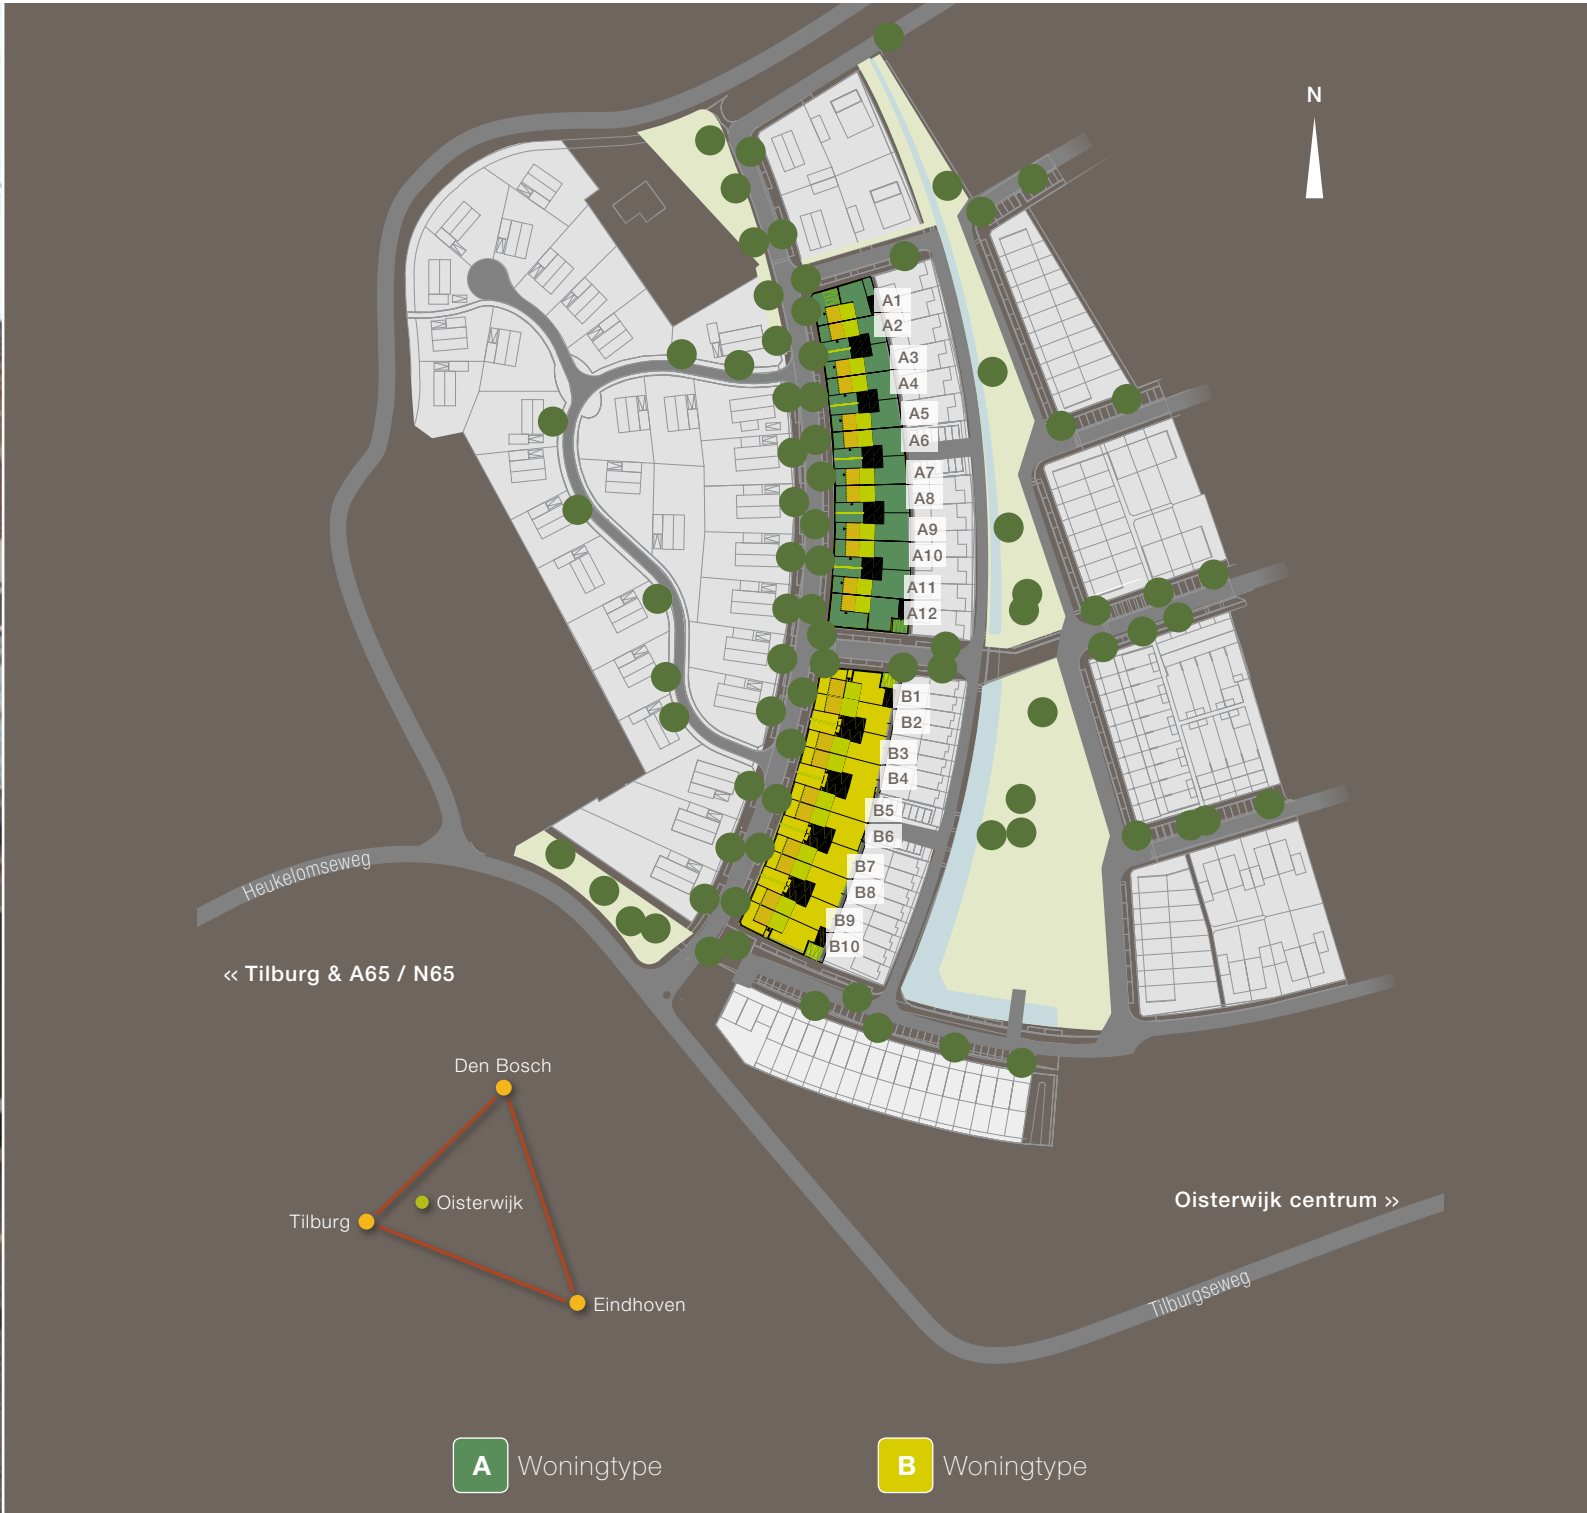 N
A1
A2
A3
A4
A5
A6
A7
A8
A9
A10
A11
A12
B1
B2
B3
B4
B5
B6
B7
B8
B9
B10
Heukelomseweg
‹‹ Tilburg & A65 / N65
Den Bosch
Oisterwijk
Tilburg
Eindhoven
Oisterwijk centrum ››
Tilburgseweg
A Woningtype
B Woningtype